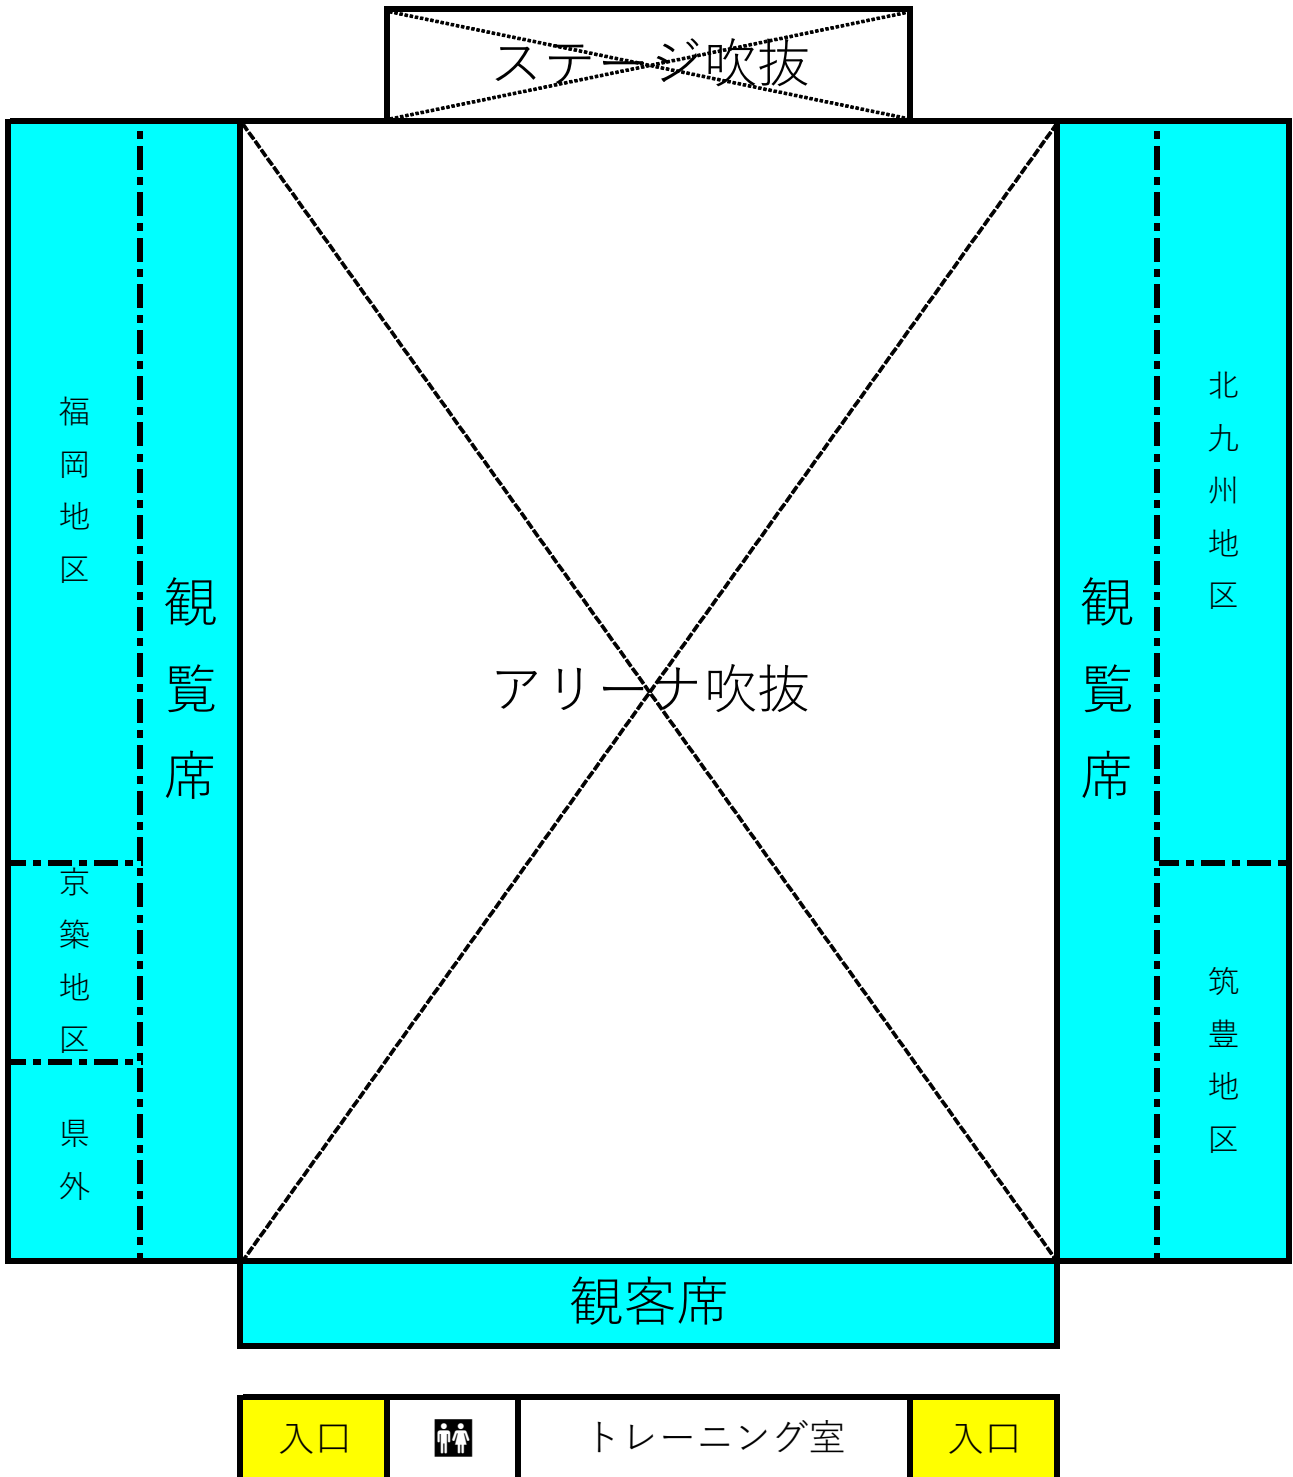 ステージ吹抜
福岡地区
観覧席
アリーナ吹抜
観覧席
北九州地区
京築地区
県外
筑豊地区
観客席
入口
トレーニング室
入口